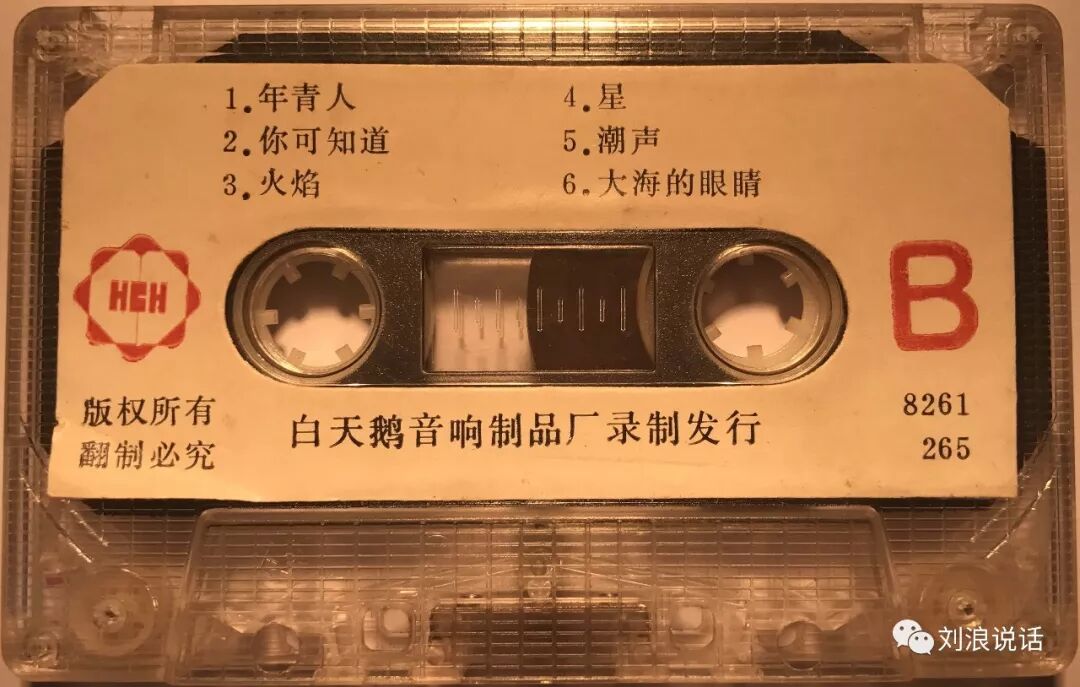 1.年青人
2.你可知道
3.火焰
4.星
5.潮声
6.大海的眼睛
HCH
B
版权所有
翻制必究
白天鹅音响制品厂录制发行
8261
265
刘浪说话